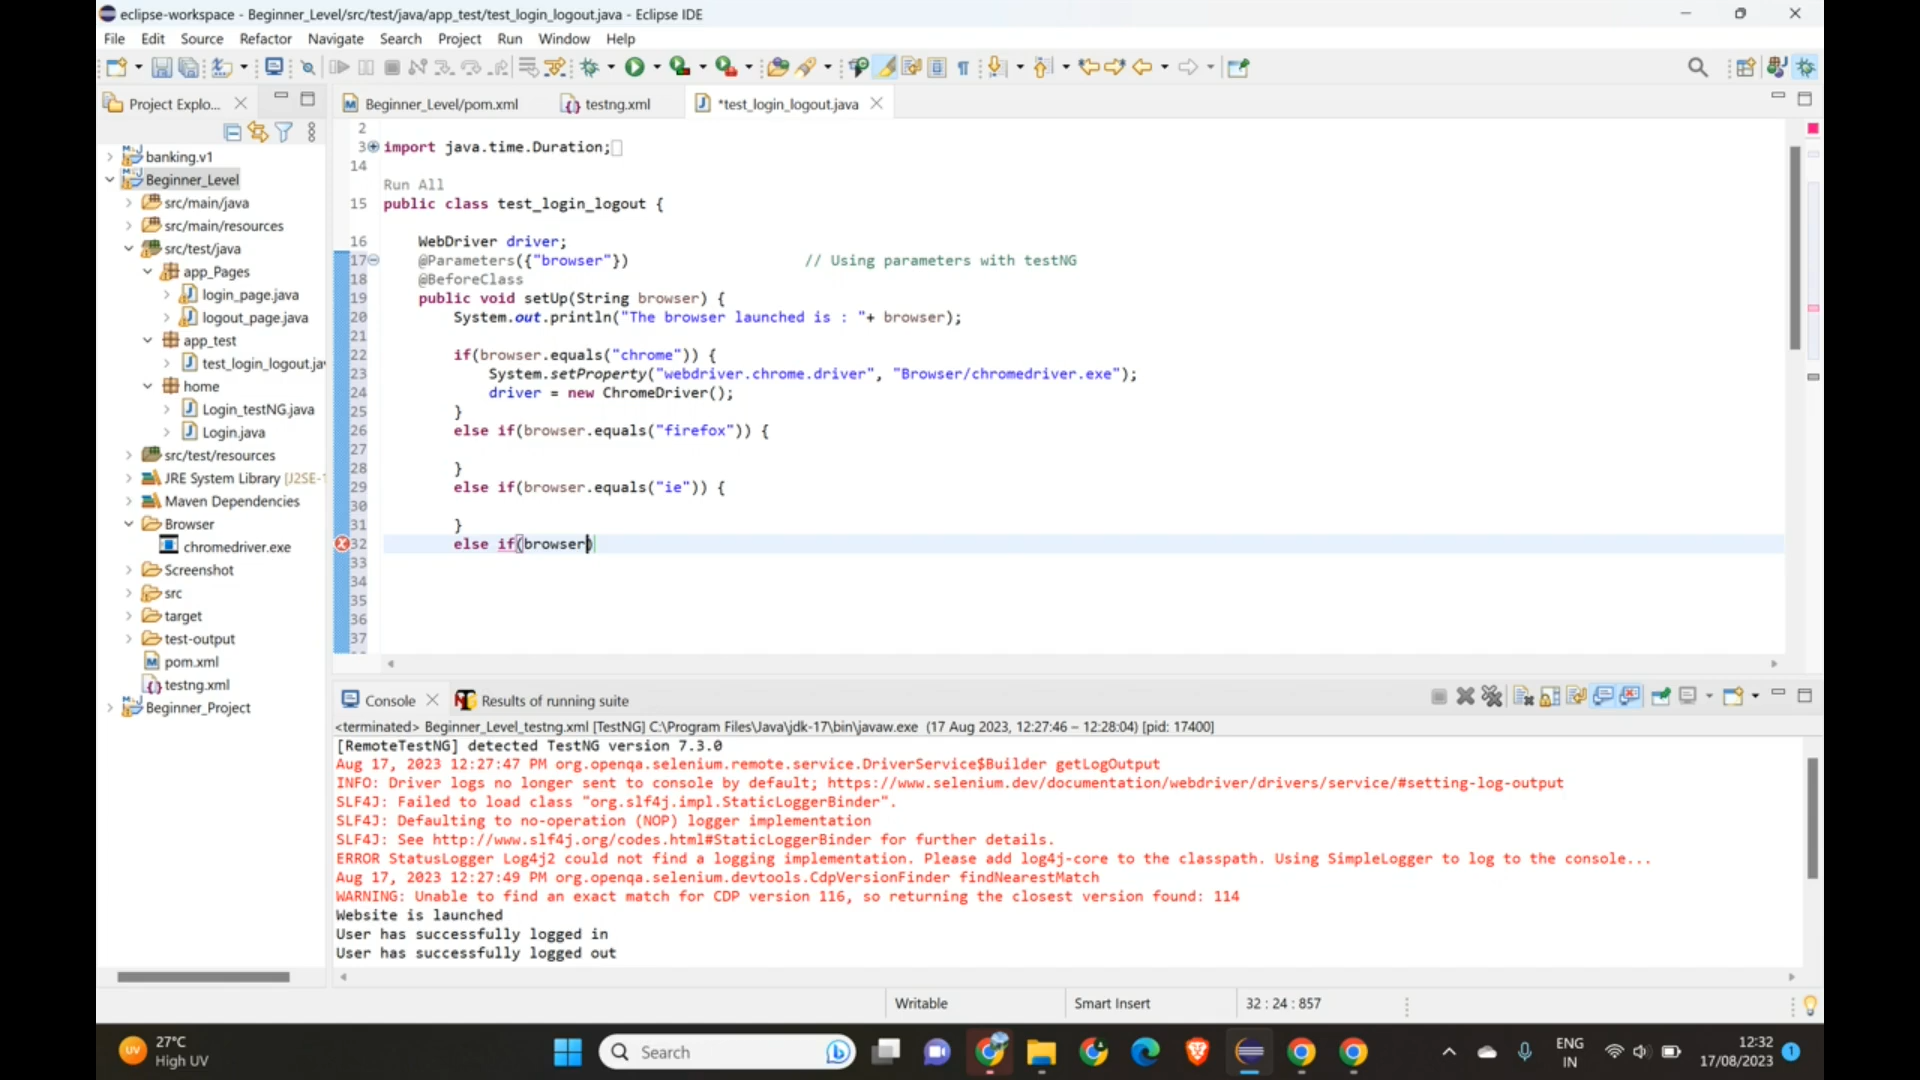 eclipse-workspace - Beginner_Level/src/test/java/app_test/test_login_logout.java - Eclipse IDE
File Edit Source Refactor Navigate Search Project Run Window Help
Project Explo...
Beginner_Level/pom.xml
testng.xml
*test_login_logout.java
banking.v1
Beginner_Level
src/main/java
src/main/resources
src/test/java
app_Pages
login_page.java
logout_page.java
app_test
test_login_logout.jav
home
Login_testNG.java
Login.java
src/test/resources
JRE System Library [J2SE-1
Maven Dependencies
Browser
chromedriver.exe
Screenshot
src
target
test-output
pom.xml
testng.xml
Beginner_Project
2
3 import java.time.Duration;
14
Run All
15 public class test_login_logout {
16 WebDriver driver;
17 @Parameters({"browser"}) // Using parameters with testNG
18 @BeforeClass
19 public void setUp(String browser) {
20 System.out.println("The browser launched is : "+ browser);
21
22 if(browser.equals("chrome")) {
23 System.setProperty("webdriver.chrome.driver", "Browser/chromedriver.exe");
24 driver = new ChromeDriver();
25 }
26 else if(browser.equals("firefox")) {
27
28 }
29 else if(browser.equals("ie")) {
30
31 }
32 else if(browser)
33
34
35
36
37
Console
Results of running suite
<terminated> Beginner_Level_testng.xml [TestNG] C:\Program Files\Java\jdk-17\bin\javaw.exe (17 Aug 2023, 12:27:46 – 12:28:04) [pid: 17400]
[RemoteTestNG] detected TestNG version 7.3.0
Aug 17, 2023 12:27:47 PM org.openqa.selenium.remote.service.DriverService$Builder getLogOutput
INFO: Driver logs no longer sent to console by default; https://www.selenium.dev/documentation/webdriver/drivers/service/#setting-log-output
SLF4J: Failed to load class "org.slf4j.impl.StaticLoggerBinder".
SLF4J: Defaulting to no-operation (NOP) logger implementation
SLF4J: See http://www.slf4j.org/codes.html#StaticLoggerBinder for further details.
ERROR StatusLogger Log4j2 could not find a logging implementation. Please add log4j-core to the classpath. Using SimpleLogger to log to the console...
Aug 17, 2023 12:27:49 PM org.openqa.selenium.devtools.CdpVersionFinder findNearestMatch
WARNING: Unable to find an exact match for CDP version 116, so returning the closest version found: 114
Website is launched
User has successfully logged in
User has successfully logged out
Writable
Smart Insert
32 : 24 : 857
UV
27°C
High UV
Search
ENG
IN
12:32
17/08/2023
1